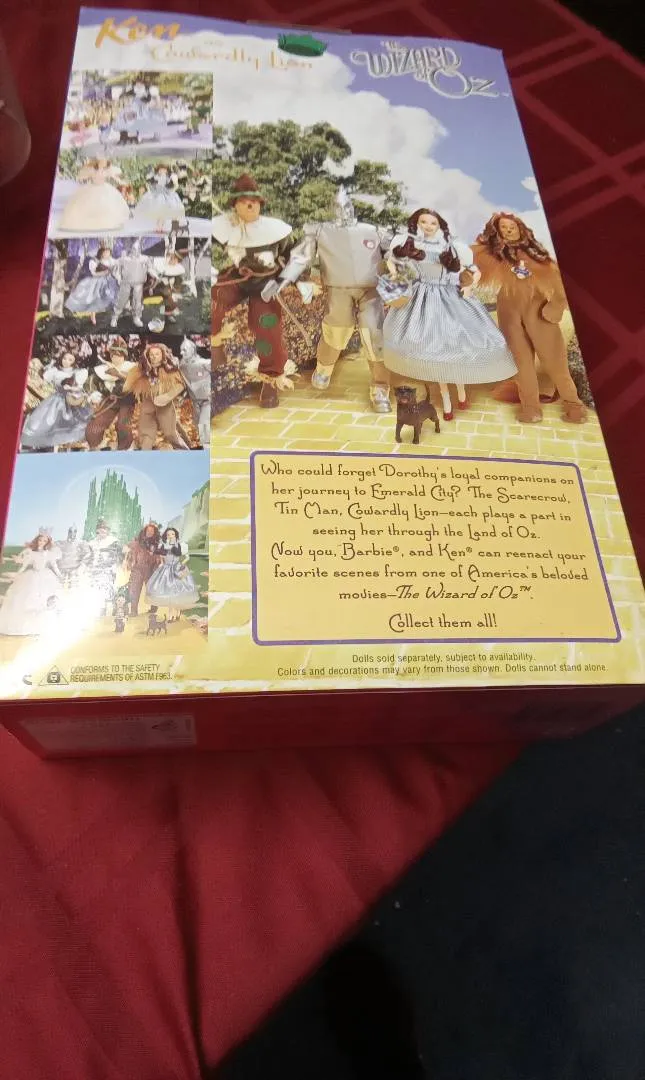 Ken
as
Cowardly Lion
THE
WIZARD
OF OZ
Who could forget Dorothy's loyal companions on
her journey to Emerald City? The Scarecrow,
Tin Man, Cowardly Lion—each plays a part in
seeing her through the Land of Oz.
Now you, Barbie®, and Ken® can reenact your
favorite scenes from one of America's beloved
movies—The Wizard of Oz™.
Collect them all!
Dolls sold separately, subject to availability.
Colors and decorations may vary from those shown. Dolls cannot stand alone.
CONFORMS TO THE SAFETY
REQUIREMENTS OF ASTM F963.